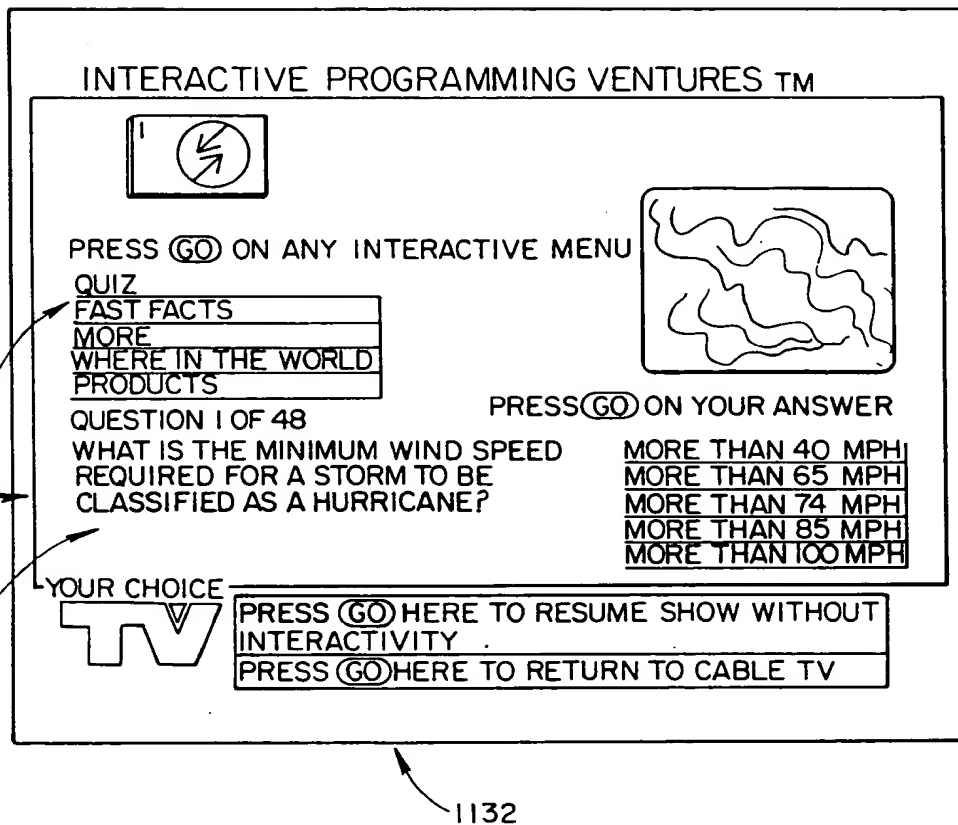 INTERACTIVE PROGRAMMING VENTURES TM
I
PRESS GO ON ANY INTERACTIVE MENU
QUIZ
FAST FACTS
MORE
WHERE IN THE WORLD
PRODUCTS
QUESTION 1 OF 48
WHAT IS THE MINIMUM WIND SPEED
REQUIRED FOR A STORM TO BE
CLASSIFIED AS A HURRICANE?
PRESS GO ON YOUR ANSWER
MORE THAN 40 MPH
MORE THAN 65 MPH
MORE THAN 74 MPH
MORE THAN 85 MPH
MORE THAN 100 MPH
YOUR CHOICE
TV
PRESS GO HERE TO RESUME SHOW WITHOUT
INTERACTIVITY
PRESS GO HERE TO RETURN TO CABLE TV
1132